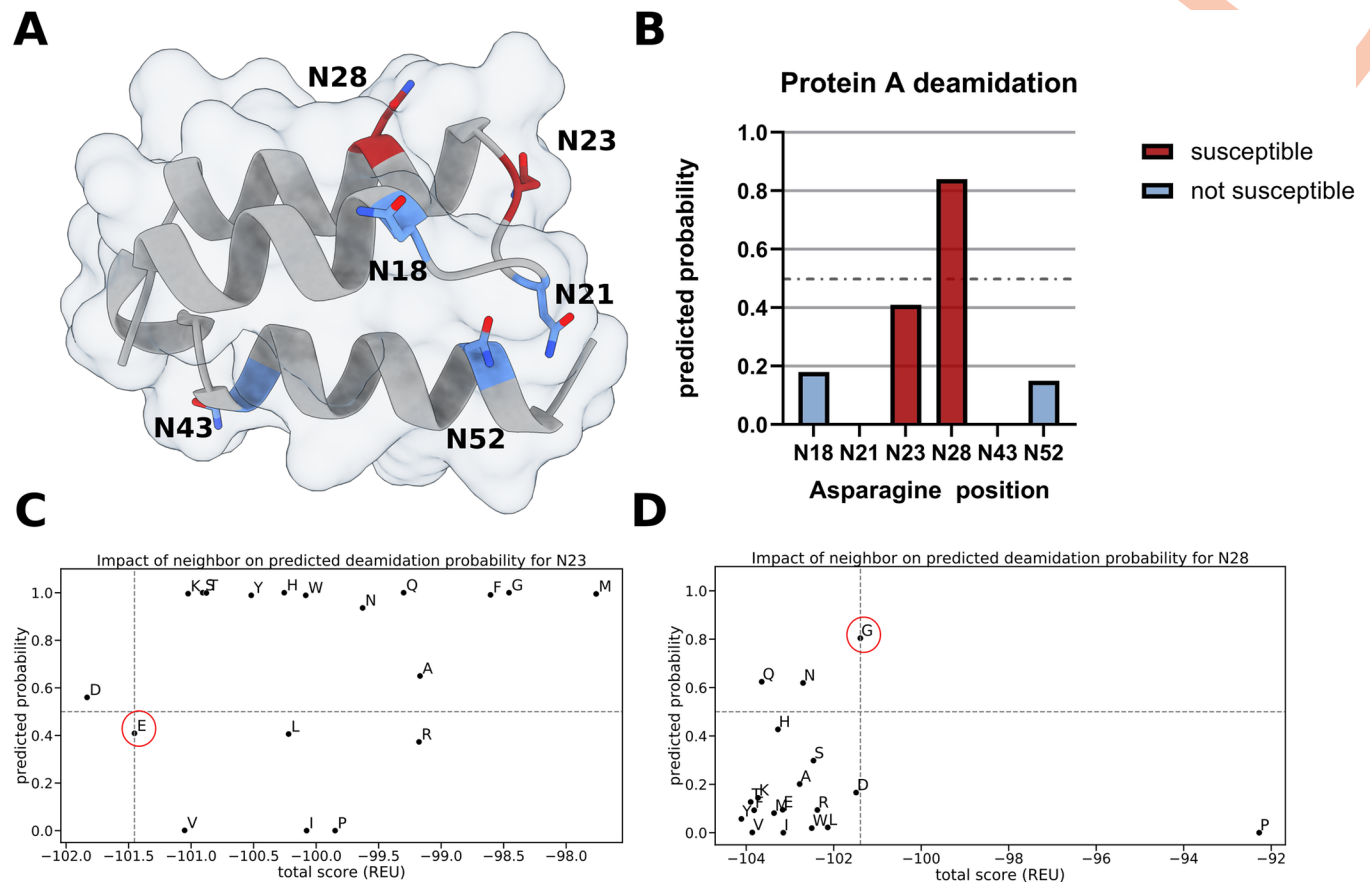 A
N28
N23
N18
N21
N43
N52
B
Protein A deamidation
predicted probability
1.0
0.8
0.6
0.4
0.2
0.0
N18 N21 N23 N28 N43 N52
Asparagine position
susceptible
not susceptible
C
Impact of neighbor on predicted deamidation probability for N23
predicted probability
1.0
0.8
0.6
0.4
0.2
0.0
K S T Y H W N Q F G M
D
A
E
L
R
V I P
−102.0 −101.5 −101.0 −100.5 −100.0 −99.5 −99.0 −98.5 −98.0
total score (REU)
D
Impact of neighbor on predicted deamidation probability for N28
predicted probability
1.0
0.8
0.6
0.4
0.2
0.0
G
Q N
H
S
A
D
T K
Y F M E R
V I W L
P
−104 −102 −100 −98 −96 −94 −92
total score (REU)